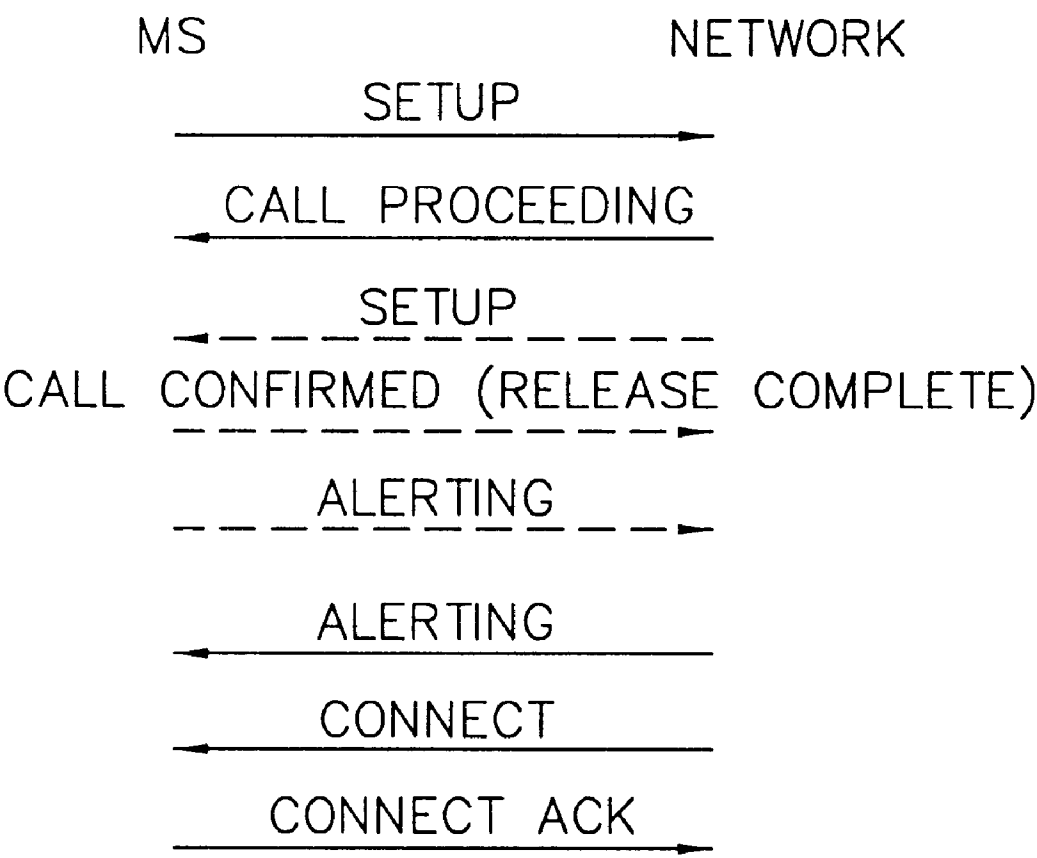 MS NETWORK
SETUP
CALL PROCEEDING
SETUP
CALL CONFIRMED (RELEASE COMPLETE)
ALERTING
ALERTING
CONNECT
CONNECT ACK